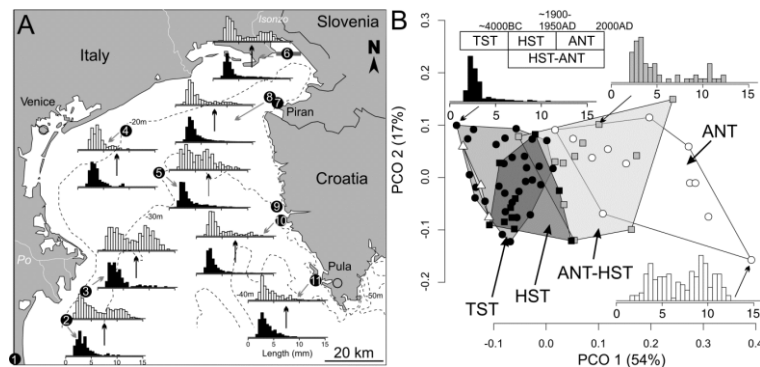 A
Italy
Isonzo
Slovenia
N
Venice
Piran
Croatia
Pula
Po
-20m
-30m
-40m
-50m
1
2
3
4
5
6
7
8
9
10
11
0 5 10 15
Length (mm)
20 km
B
~4000BC
~1900-
1950AD
2000AD
TST
HST
ANT
HST-ANT
0 5 10 15
0 5 10 15
0 5 10 15
ANT
ANT-HST
HST
TST
PCO 2 (17%)
0.3
0.2
0.1
0.0
-0.1
-0.2
-0.1 0.0 0.1 0.2 0.3 0.4
PCO 1 (54%)